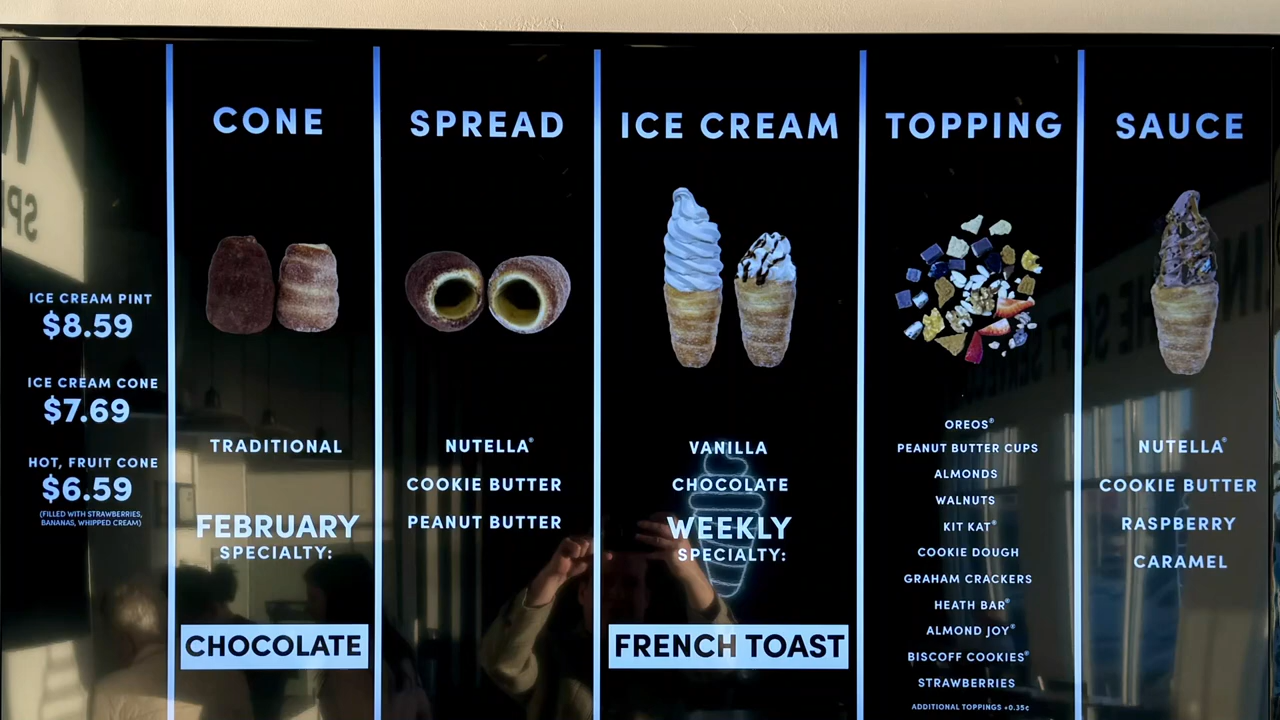 ICE CREAM PINT
$8.59
ICE CREAM CONE
$7.69
HOT, FRUIT CONE
$6.59
(FILLED WITH STRAWBERRIES,
BANANAS, WHIPPED CREAM)
CONE
TRADITIONAL
FEBRUARY
SPECIALTY:
CHOCOLATE
SPREAD
NUTELLA®
COOKIE BUTTER
PEANUT BUTTER
ICE CREAM
VANILLA
CHOCOLATE
WEEKLY
SPECIALTY:
FRENCH TOAST
TOPPING
OREOS®
PEANUT BUTTER CUPS
ALMONDS
WALNUTS
KIT KAT®
COOKIE DOUGH
GRAHAM CRACKERS
HEATH BAR®
ALMOND JOY®
BISCOFF COOKIES®
STRAWBERRIES
ADDITIONAL TOPPINGS +0.35¢
SAUCE
NUTELLA®
COOKIE BUTTER
RASPBERRY
CARAMEL